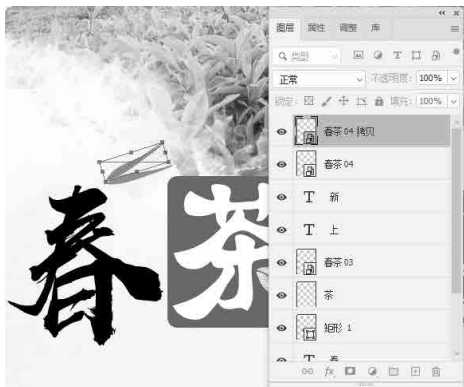 图层 属性 调整 库
类型
正常 不透明度: 100%
锁定: 填充: 100%
春茶 04 拷贝
春茶 04
T 新
T 上
春茶 03
茶
矩形 1
T 春
fx
春
茶